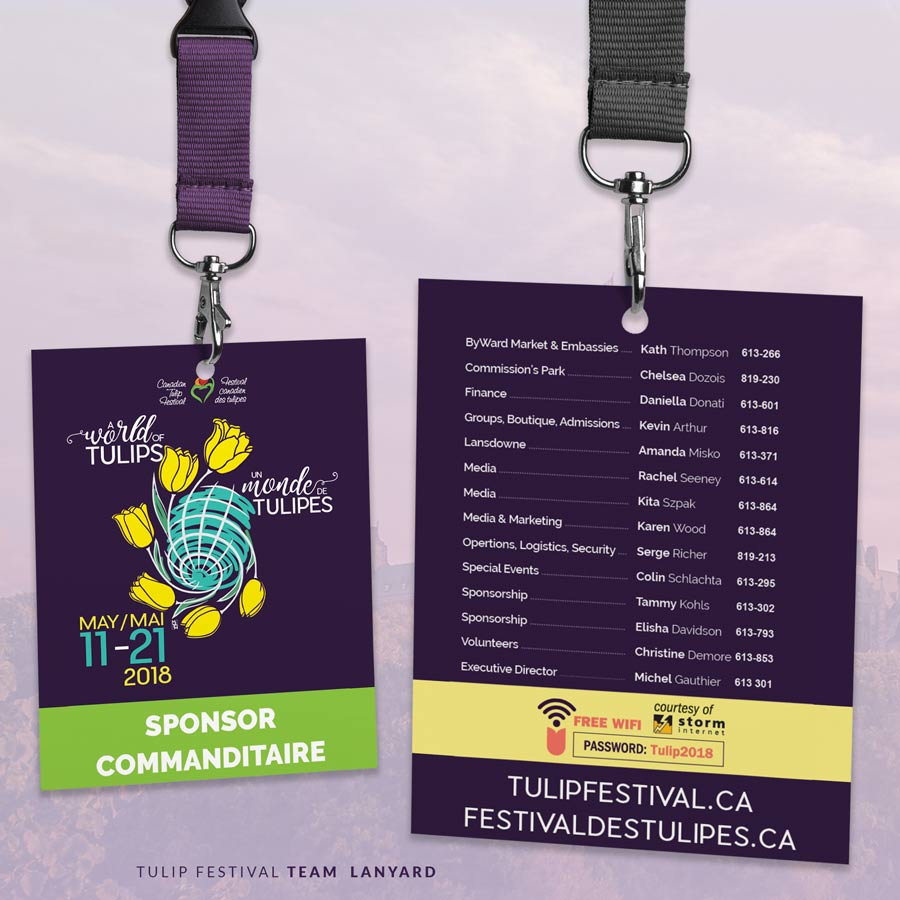 Canadian
Tulip
Festival
Festival
Canadien
des tulipes
A
world OF
TULIPS
UN
monde DE
TULIPES
MAY/MAI
11-21
2018
SPONSOR
COMMANDITAIRE
ByWard Market & Embassies .... Kath Thompson 613-266
Commission's Park .... Chelsea Dozois 819-230
Finance .... Daniella Donati 613-601
Groups, Boutique, Admissions .... Kevin Arthur 613-816
Lansdowne .... Amanda Misko 613-371
Media .... Rachel Seeney 613-614
Media .... Kita Szpak 613-864
Media & Marketing .... Karen Wood 613-864
Opertions, Logistics, Security .... Serge Richer 819-213
Special Events .... Colin Schlachta 613-295
Sponsorship .... Tammy Kohls 613-302
Sponsorship .... Elisha Davidson 613-793
Volunteers .... Christine Demore 613-853
Executive Director .... Michel Gauthier 613 301
FREE WIFI
courtesy of
storm
internet
PASSWORD: Tulip2018
TULIPFESTIVAL.CA
FESTIVALDESTULIPES.CA
TULIP FESTIVAL TEAM LANYARD